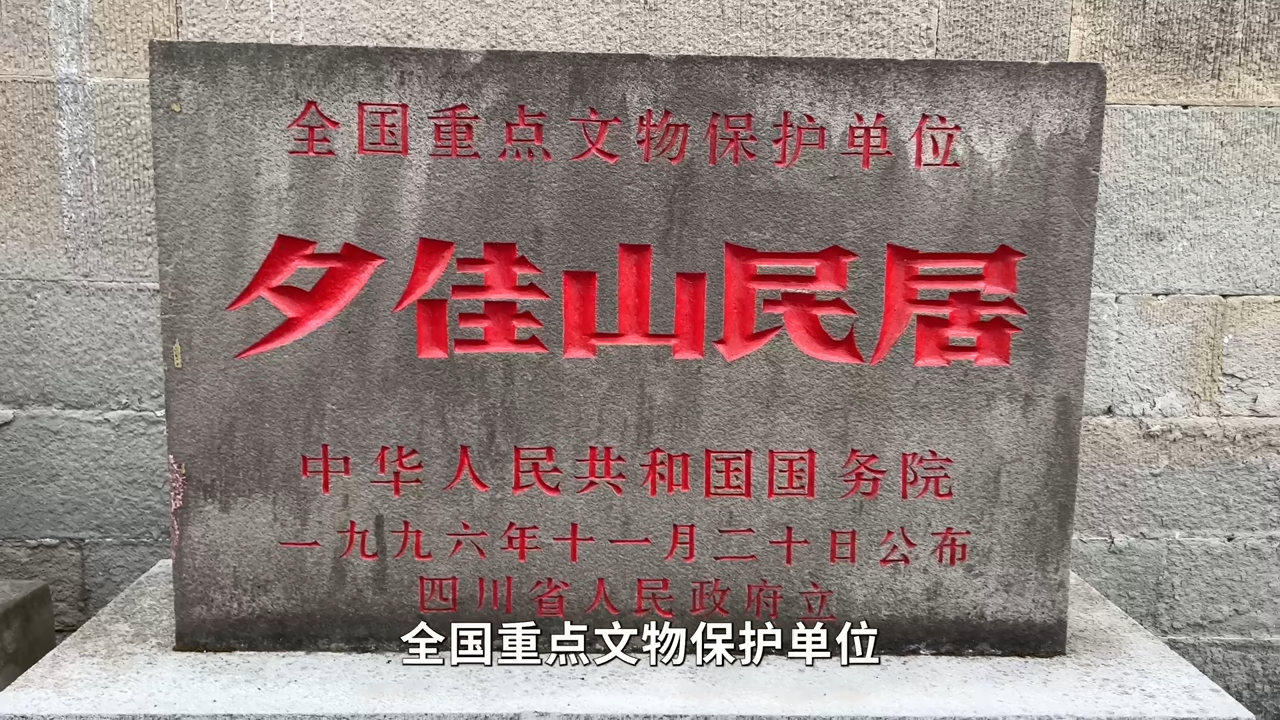 全国重点文物保护单位
夕佳山民居
中华人民共和国国务院
一九九六年十一月二十日公布
四川省人民政府立
全国重点文物保护单位